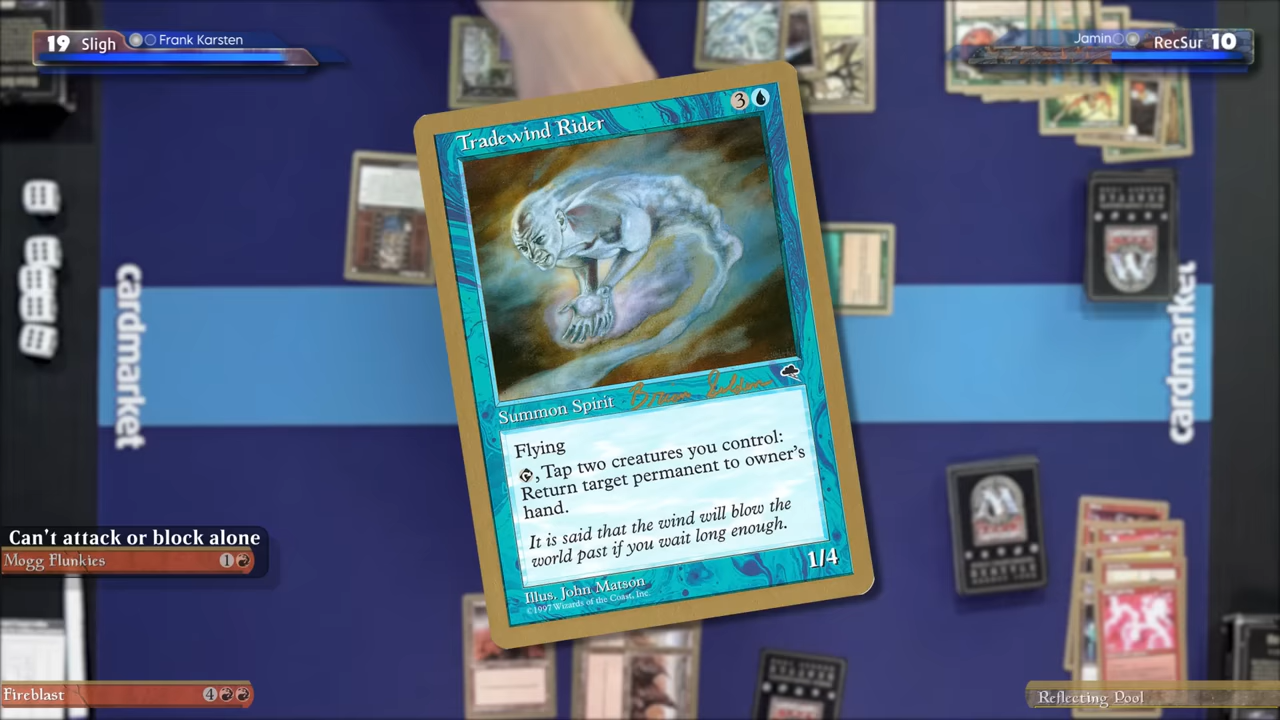 19 Sligh
Frank Karsten
Jamin
RecSur 10
Tradewind Rider
3
Summon Spirit
Flying
,Tap two creatures you control:
Return target permanent to owner's
hand.
It is said that the wind will blow the
world past if you wait long enough.
1/4
Illus. John Matson
©1997 Wizards of the Coast, Inc.
cardmarket
cardmarket
Can't attack or block alone
Mogg Flunkies
1
Fireblast
4
Reflecting Pool